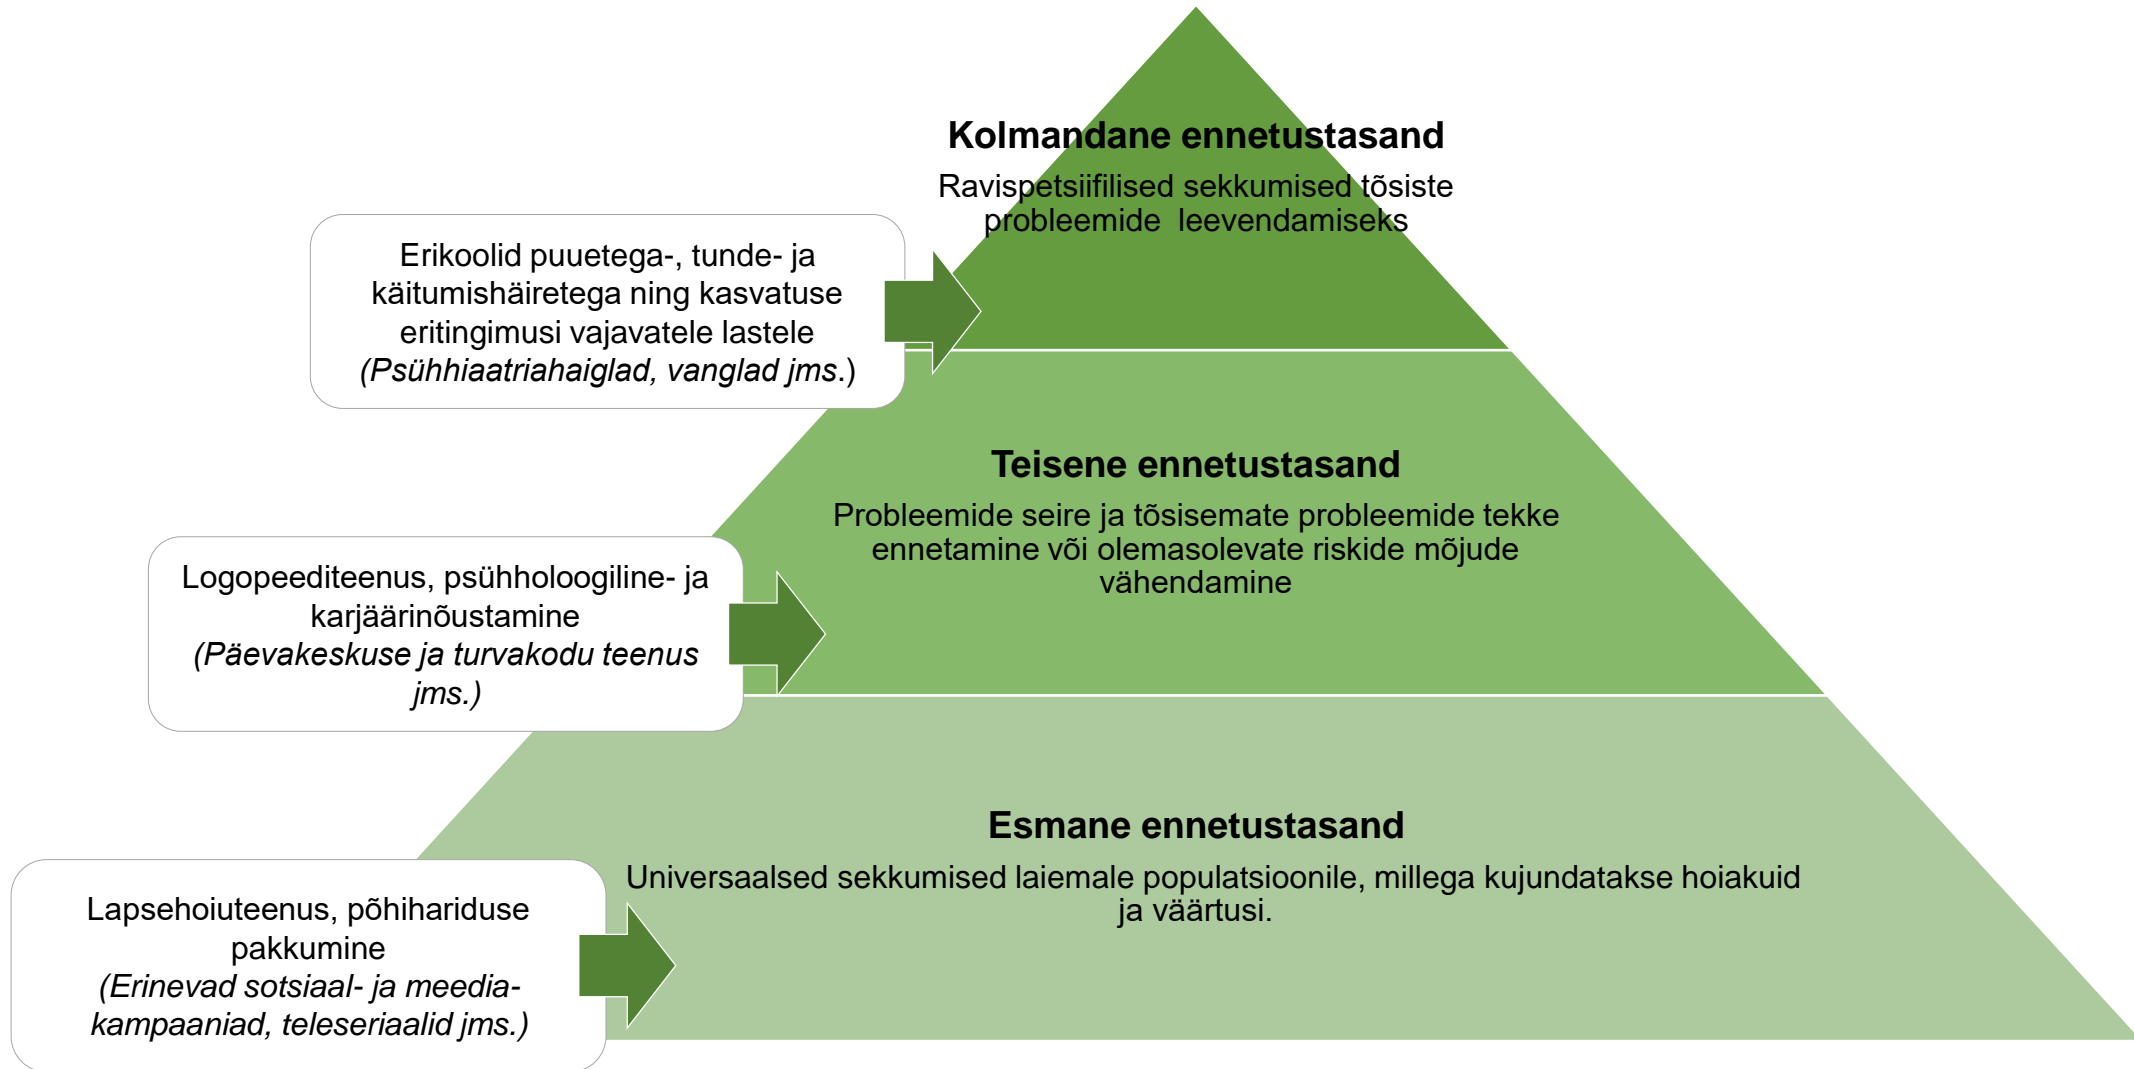 Kolmandane ennetustasand
Ravispetsiifilised sekkumised tõsiste
probleemide leevendamiseks
Erikoolid puuetega-, tunde- ja
käitumishäiretega ning kasvatuse
eritingimusi vajavatele lastele
(Psühhiaatriahaiglad, vanglad jms.)
Teisene ennetustasand
Probleemide seire ja tõsisemate probleemide tekke
ennetamine või olemasolevate riskide mõjude
vähendamine
Logopeediteenus, psühholoogiline- ja
karjäärinõustamine
(Päevakeskuse ja turvakodu teenus
jms.)
Esmane ennetustasand
Universaalsed sekkumised laiemale populatsioonile, millega kujundatakse hoiakuid
ja väärtusi.
Lapsehoiuteenus, põhihariduse
pakkumine
(Erinevad sotsiaal- ja meedia-
kampaaniad, teleseriaalid jms.)